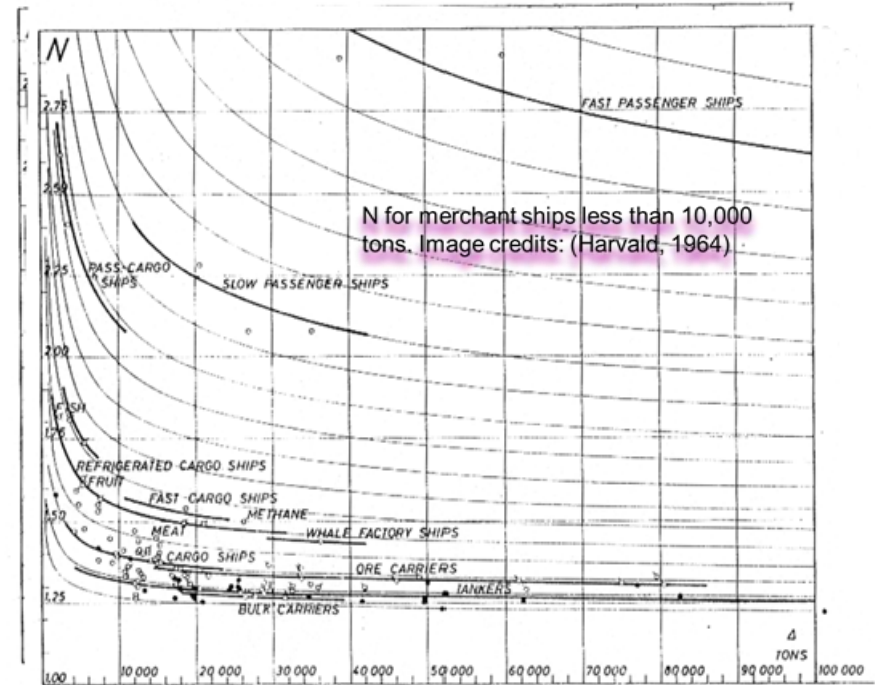 N
2,75
FAST PASSENGER SHIPS
2,50
N for merchant ships less than 10,000
tons. Image credits: (Harvald, 1964)
2,75
PASS-CARGO
SHIPS
SLOW PASSENGER SHIPS
2,00
FISH
1,75
REFRIGERATED CARGO SHIPS
FRUIT
FAST CARGO SHIPS
METHANE
1,50
MEAT
WHALE FACTORY SHIPS
CARGO SHIPS
ORE CARRIERS
TANKERS
1,25
BULK CARRIERS
Δ
TONS
1,00
10 000 20 000 30 000 40 000 50 000 60 000 70 000 80 000 90 000 100 000